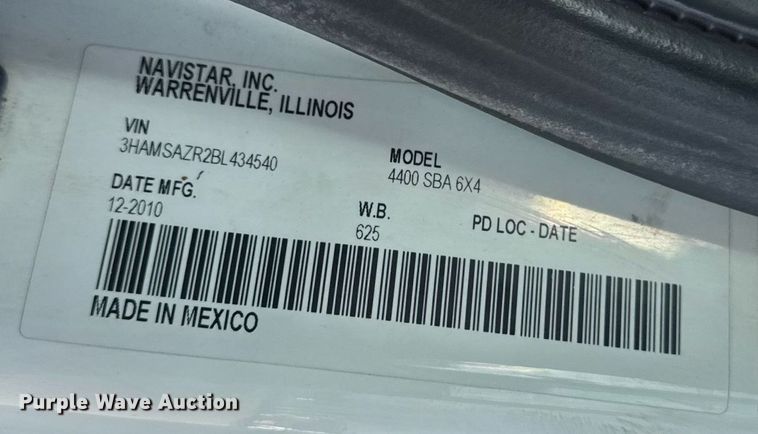 NAVISTAR, INC.
WARRENVILLE, ILLINOIS
VIN
3HAMSAZR2BL434540
MODEL
4400 SBA 6X4
DATE MFG.
12-2010
W.B.
625
PD LOC - DATE
MADE IN MEXICO
Purple Wave Auction